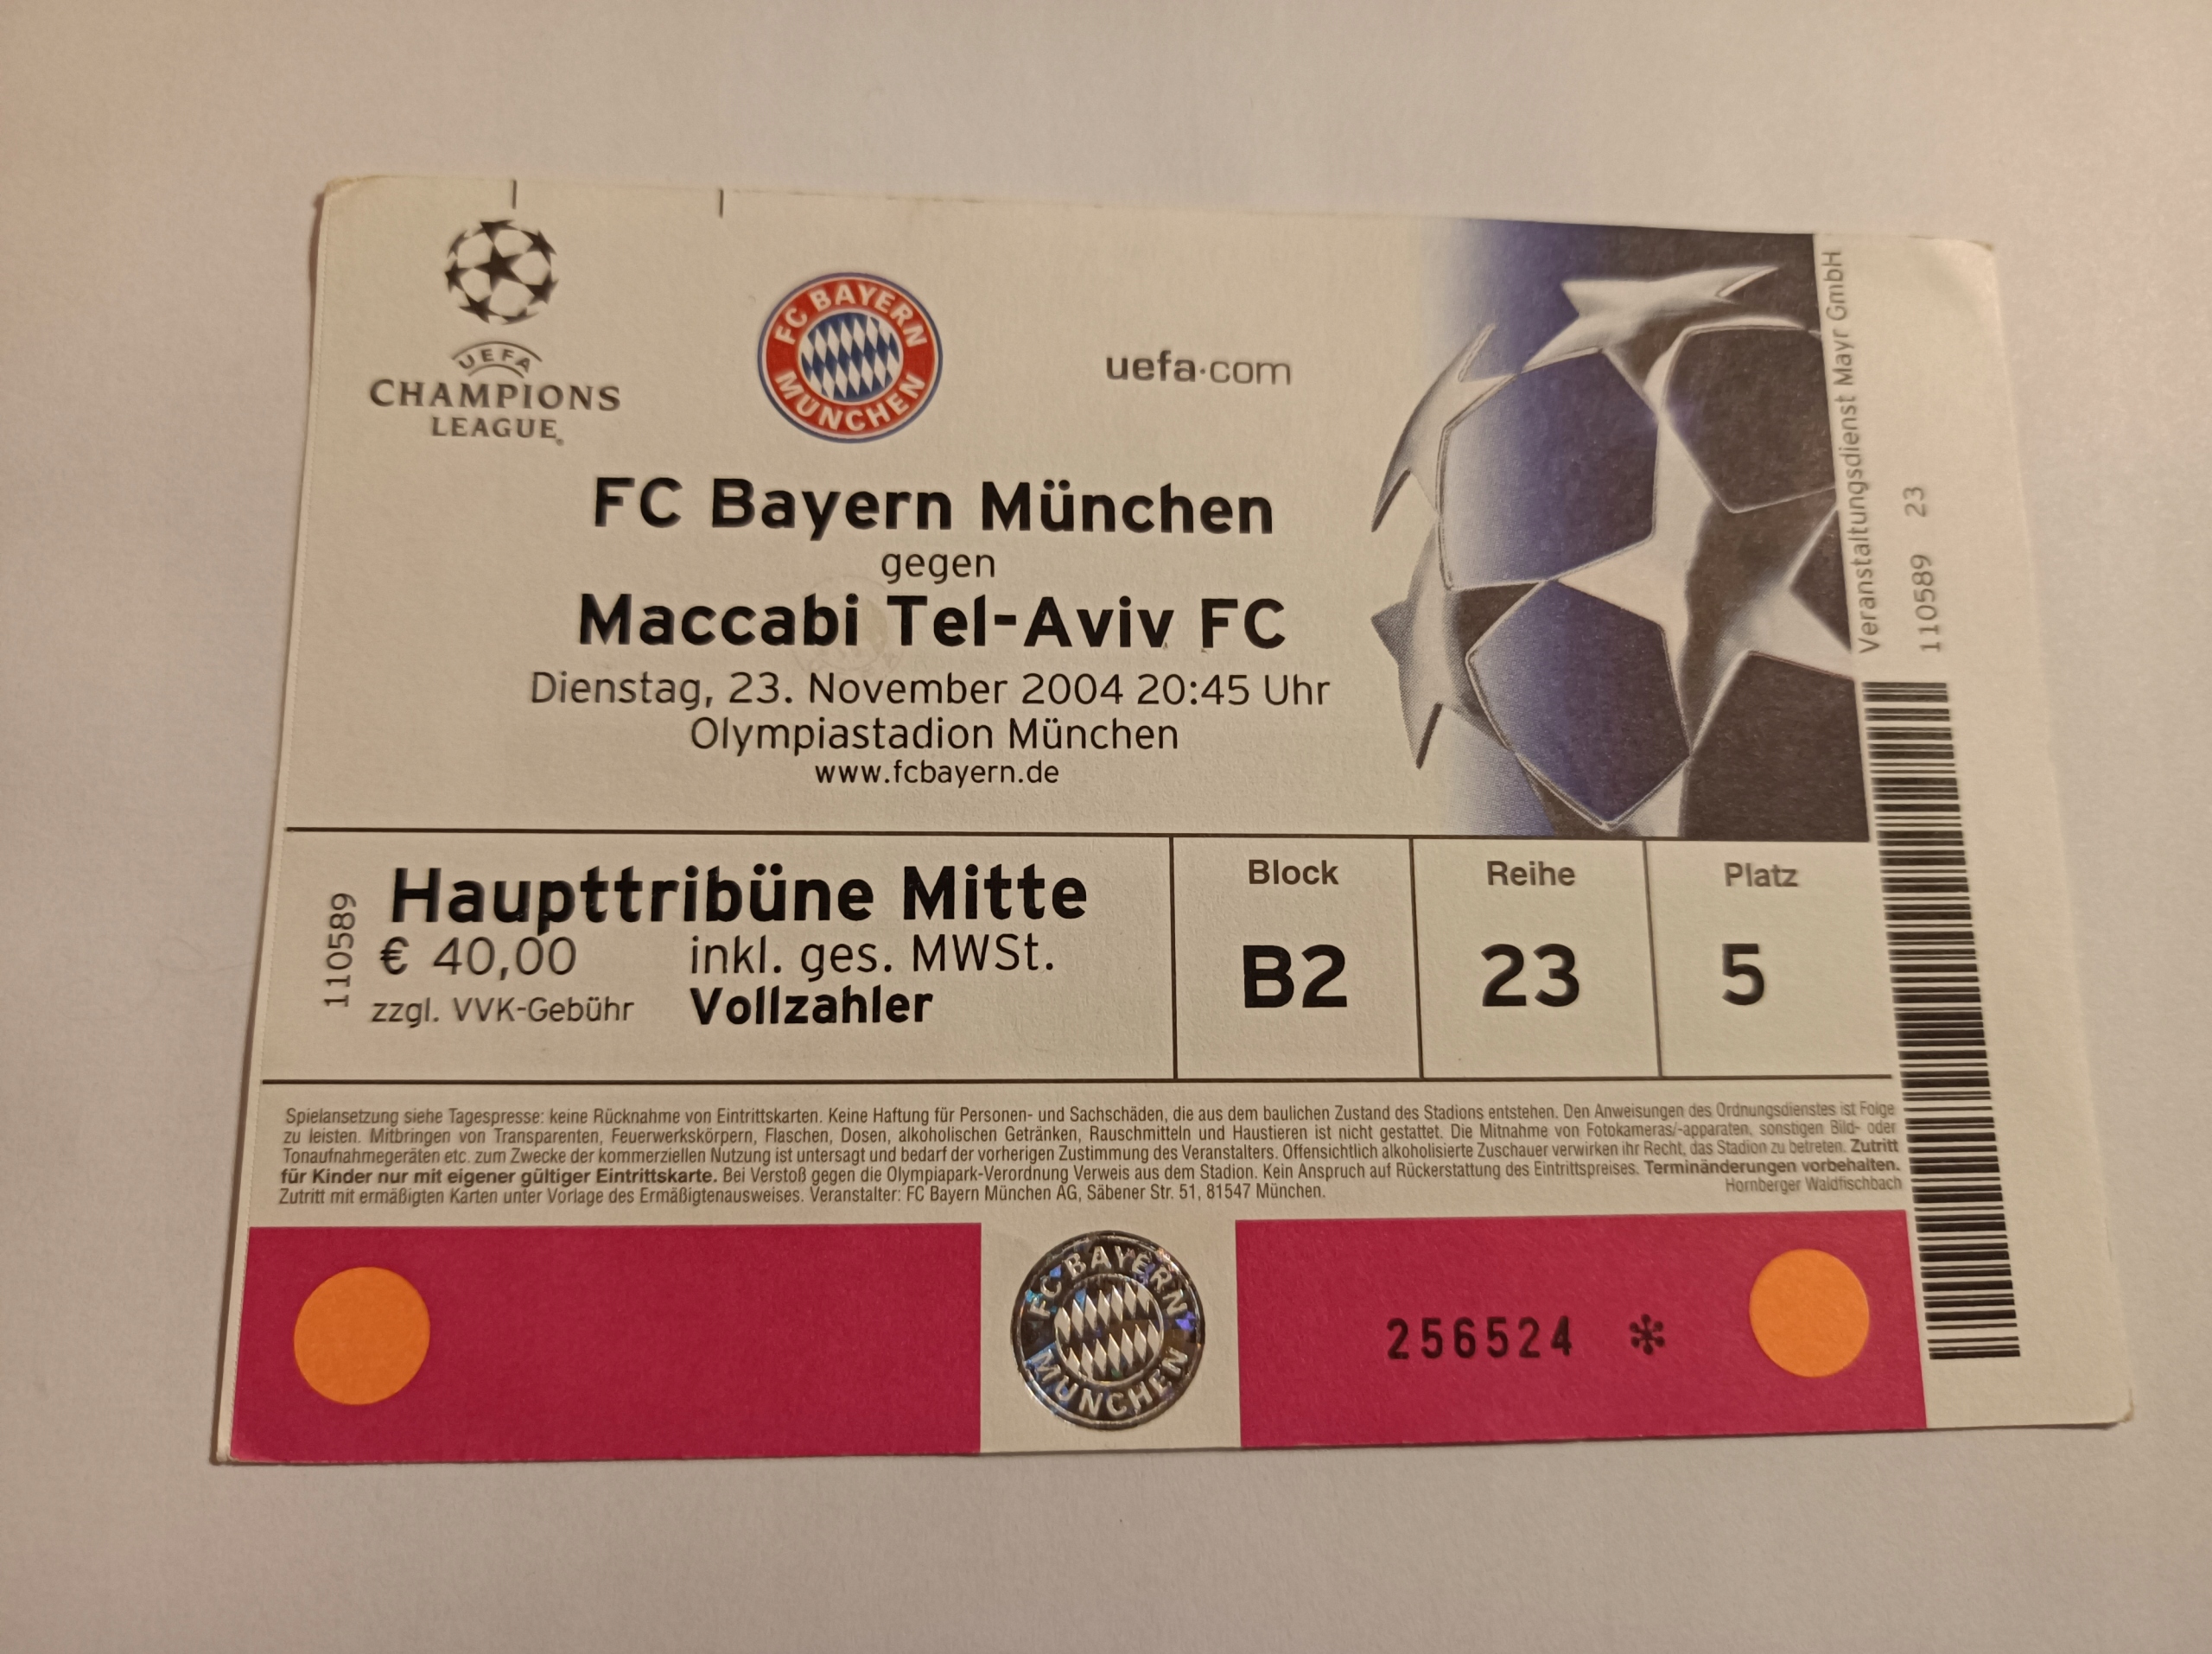 UEFA
CHAMPIONS
LEAGUE®
FC BAYERN
MÜNCHEN
uefa.com
FC Bayern München
gegen
Maccabi Tel-Aviv FC
Dienstag, 23. November 2004 20:45 Uhr
Olympiastadion München
www.fcbayern.de
Veranstaltungsdienst Mayr GmbH
110589 23
110589
Haupttribüne Mitte
€ 40,00 inkl. ges. MWSt.
zzgl. VVK-Gebühr Vollzahler
Block Reihe Platz
B2 23 5
Spielansetzung siehe Tagespresse: keine Rücknahme von Eintrittskarten. Keine Haftung für Personen- und Sachschäden, die aus dem baulichen Zustand des Stadions entstehen. Den Anweisungen des Ordnungsdienstes ist Folge
zu leisten. Mitbringen von Transparenten, Feuerwerkskörpern, Flaschen, Dosen, alkoholischen Getränken, Rauschmitteln und Haustieren ist nicht gestattet. Die Mitnahme von Fotokameras/-apparaten, sonstigen Bild- oder
Tonaufnahmegeräten etc. zum Zwecke der kommerziellen Nutzung ist untersagt und bedarf der vorherigen Zustimmung des Veranstalters. Offensichtlich alkoholisierte Zuschauer verwirken ihr Recht, das Stadion zu betreten. Zutritt
für Kinder nur mit eigener gültiger Eintrittskarte. Bei Verstoß gegen die Olympiapark-Verordnung Verweis aus dem Stadion. Kein Anspruch auf Rückerstattung des Eintrittspreises. Terminänderungen vorbehalten.
Zutritt mit ermäßigten Karten unter Vorlage des Ermäßigtenausweises. Veranstalter: FC Bayern München AG, Säbener Str. 51, 81547 München.
Hornberger Waldfischbach
FC BAYERN
MÜNCHEN
256524 *